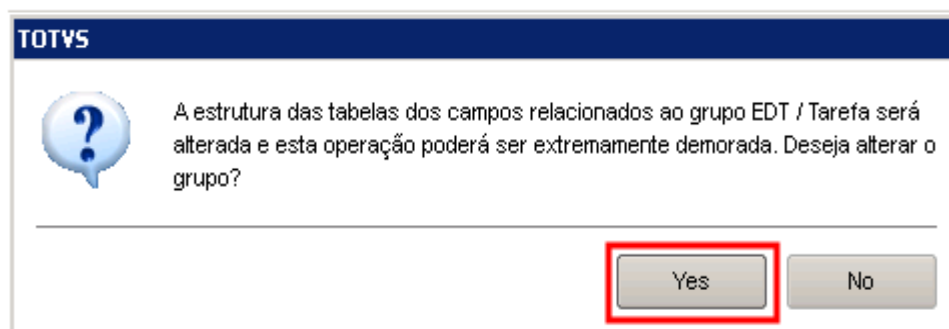 TOTVS
A estrutura das tabelas dos campos relacionados ao grupo EDT / Tarefa será
alterada e esta operação poderá ser extremamente demorada. Deseja alterar o
grupo?
Yes No